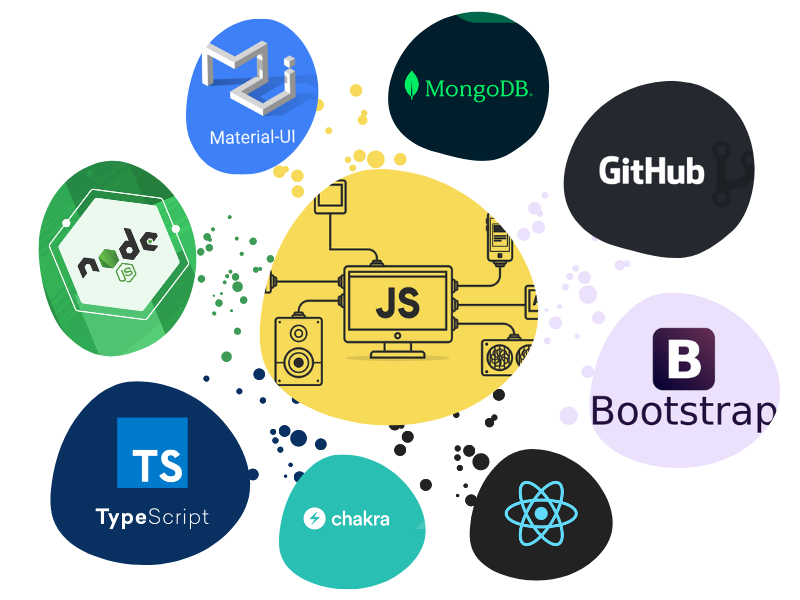 Material-UI
MongoDB.
GitHub
node
JS
JS
B
Bootstrap
TS
TypeScript
chakra